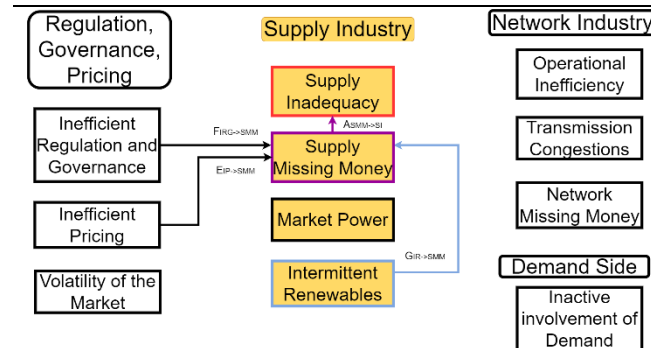 Regulation,
Governance,
Pricing
Inefficient
Regulation and
Governance
Inefficient
Pricing
Volatility of the
Market
FIRG->SMM
EIP->SMM
Supply Industry
Supply
Inadequacy
ASMM->SI
Supply
Missing Money
Market Power
Intermittent
Renewables
GIR->SMM
Network Industry
Operational
Inefficiency
Transmission
Congestions
Network
Missing Money
Demand Side
Inactive
involvement of
Demand